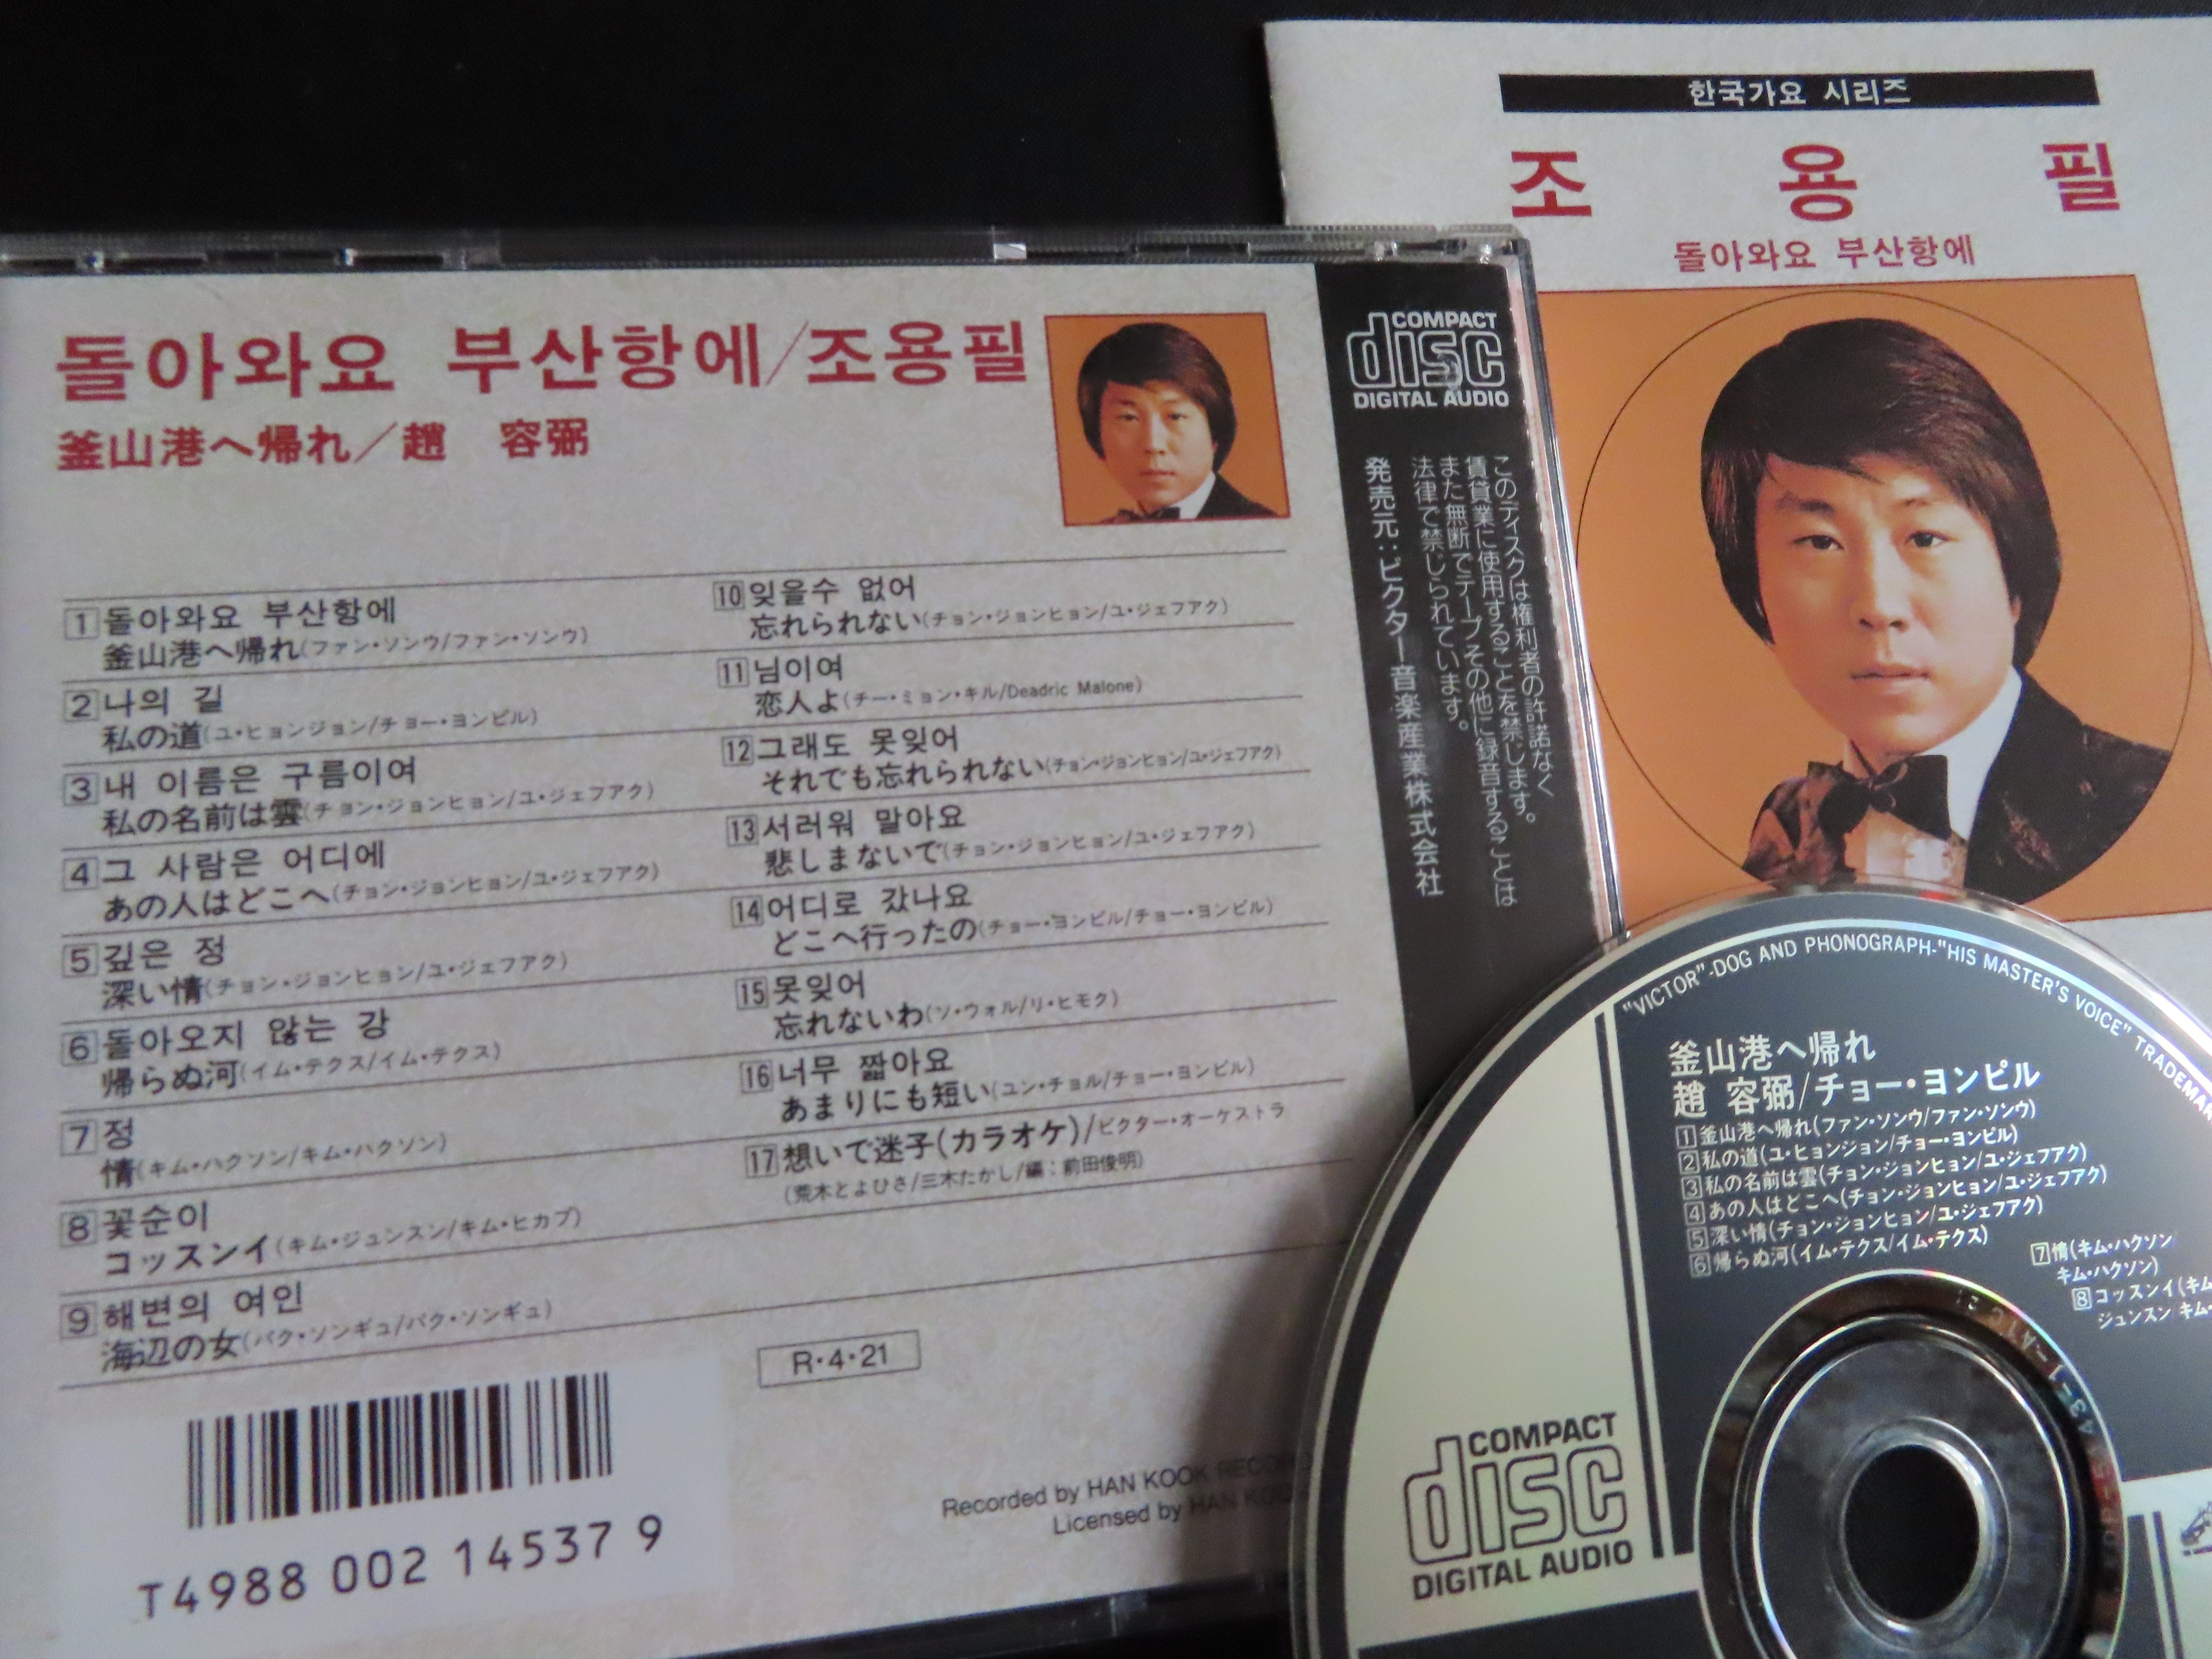 한국가요 시리즈
조 용 필
돌아와요 부산항에
돌아와요 부산항에/조용필
釜山港へ帰れ/趙 容弼
1 돌아와요 부산항에
釜山港へ帰れ(ファン・ソンウ/ファン・ソンウ)
2 나의 길
私の道(ユ・ヒョンジョン/チョー・ヨンピル)
3 내 이름은 구름이여
私の名前は雲(チョン・ジョンヒョン/ユ・ジェフアク)
4 그 사람은 어디에
あの人はどこへ(チョン・ジョンヒョン/ユ・ジェフアク)
5 깊은 정
深い情(チョン・ジョンヒョン/ユ・ジェフアク)
6 돌아오지 않는 강
帰らぬ河(イム・テクス/イム・テクス)
7 정
情(キム・ハクソン/キム・ハクソン)
8 꽃순이
コッスンイ(キム・ジュンスン/キム・ヒカプ)
9 해변의 여인
海辺の女(パク・ソンギュ/パク・ソンギュ)
10 잊을수 없어
忘れられない(チョン・ジョンヒョン/ユ・ジェフアク)
11 님이여
恋人よ(チー・ミョン・キル/Deadric Malone)
12 그래도 못잊어
それでも忘れられない(チョン・ジョンヒョン/ユ・ジェフアク)
13 서러워 말아요
悲しまないで(チョン・ジョンヒョン/ユ・ジェフアク)
14 어디로 갔나요
どこへ行ったの(チョー・ヨンピル/チョー・ヨンピル)
15 못잊어
忘れないわ(ソ・ウォル/リ・ヒモク)
16 너무 짧아요
あまりにも短い(ユン・チョル/チョー・ヨンピル)
17 想いで迷子(カラオケ)/ビクター・オーケストラ
(荒木とよひさ/三木たかし/編:前田俊明)
R・4・21
T4988 002 14537 9
Recorded by HAN KOOK RECORD
Licensed by HAN KOO
COMPACT
disc
DIGITAL AUDIO
このディスクは権利者の許諾なく
賃貸業に使用することを禁じます。
また無断でテープその他に録音することは
法律で禁じられています。
発売元:ビクター音楽産業株式会社
"VICTOR"-DOG AND PHONOGRAPH-"HIS MASTER'S VOICE" TRADEMA
釜山港へ帰れ
趙 容弼/チョー・ヨンピル
1 釜山港へ帰れ(ファン・ソンウ/ファン・ソンウ)
2 私の道(ユ・ヒョンジョン/チョー・ヨンピル)
3 私の名前は雲(チョン・ジョンヒョン/ユ・ジェフアク)
4 あの人はどこへ(チョン・ジョンヒョン/ユ・ジェフアク)
5 深い情(チョン・ジョンヒョン/ユ・ジェフアク)
6 帰らぬ河(イム・テクス/イム・テクス)
7 情(キム・ハクソン/
キム・ハクソン)
8 コッスンイ(キム・
ジュンスン/キム・
COMPACT
disc
DIGITAL AUDIO